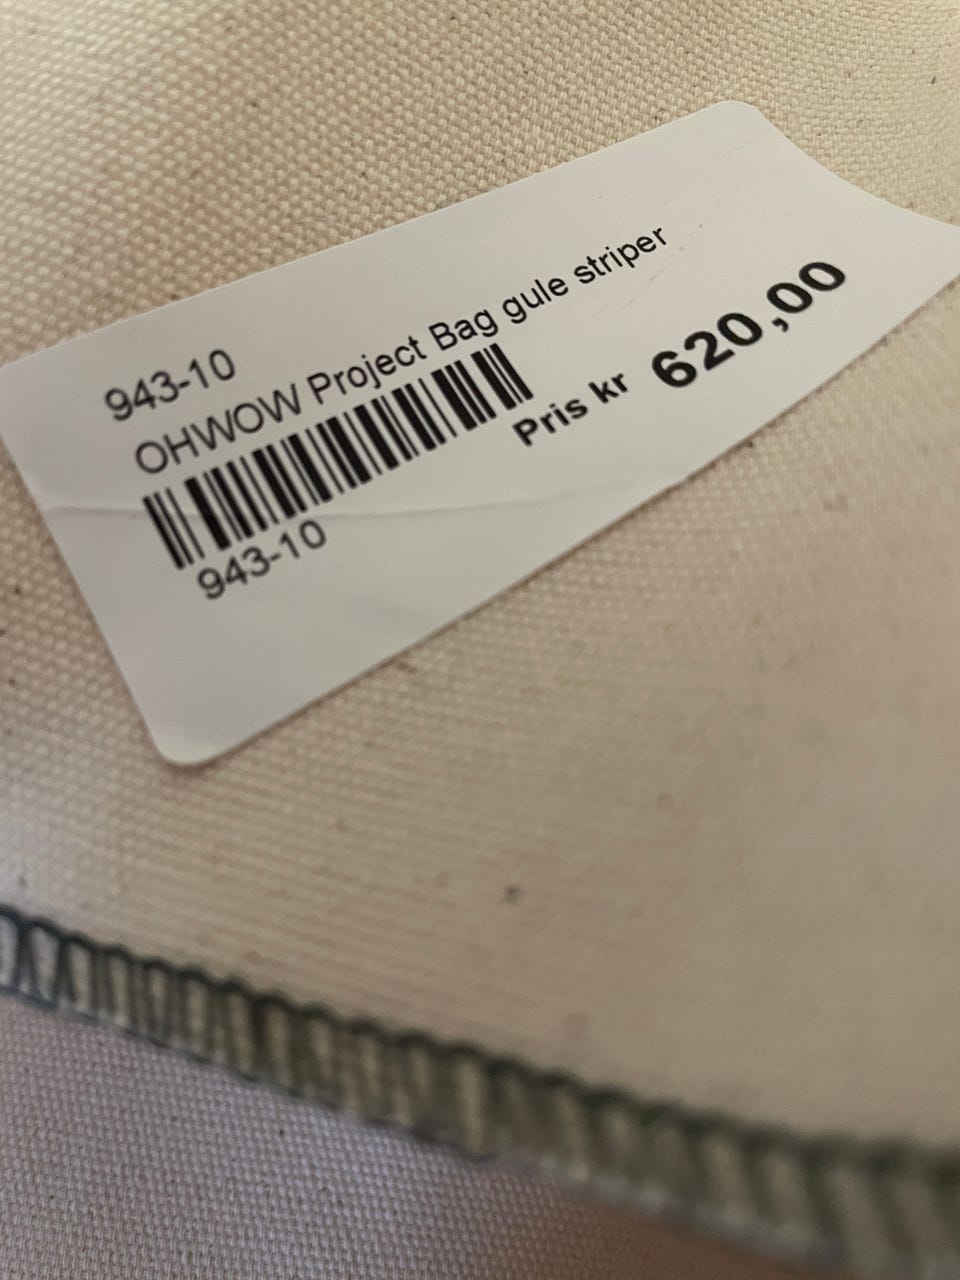 943-10
OHWOW Project Bag gule striper
943-10
Pris kr 620,00